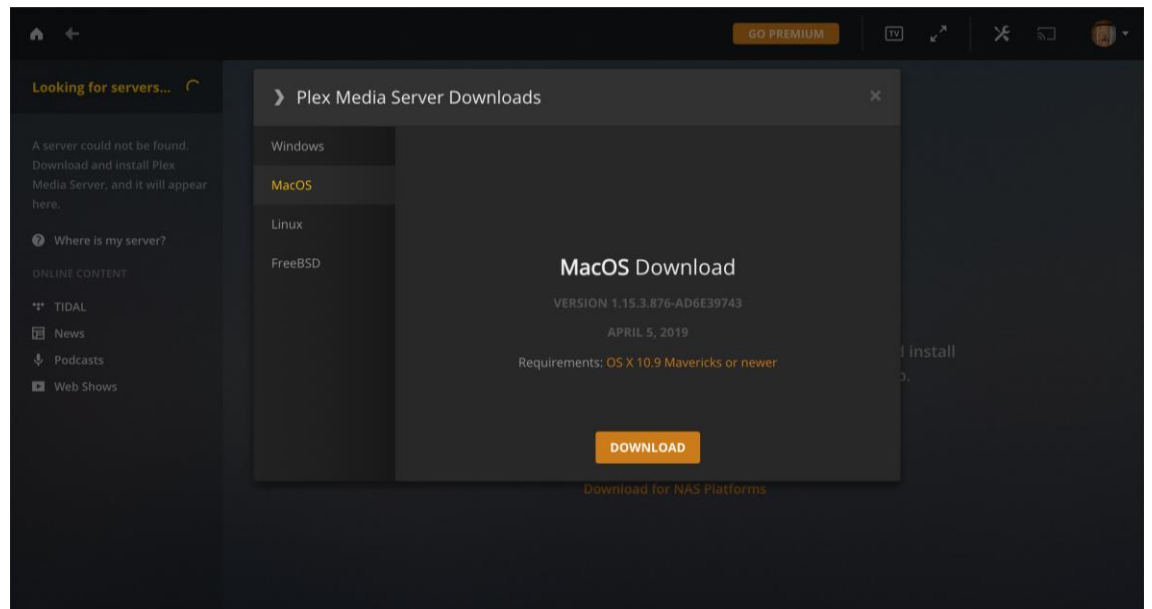 GO PREMIUM
TV
Looking for servers...
A server could not be found.
Download and install Plex
Media Server, and it will appear
here.
Where is my server?
ONLINE CONTENT
TIDAL
News
Podcasts
Web Shows
Plex Media Server Downloads
Windows
MacOS
Linux
FreeBSD
MacOS Download
VERSION 1.15.3.876-AD6E39743
APRIL 5, 2019
Requirements: OS X 10.9 Mavericks or newer
DOWNLOAD
install
Download for NAS Platforms